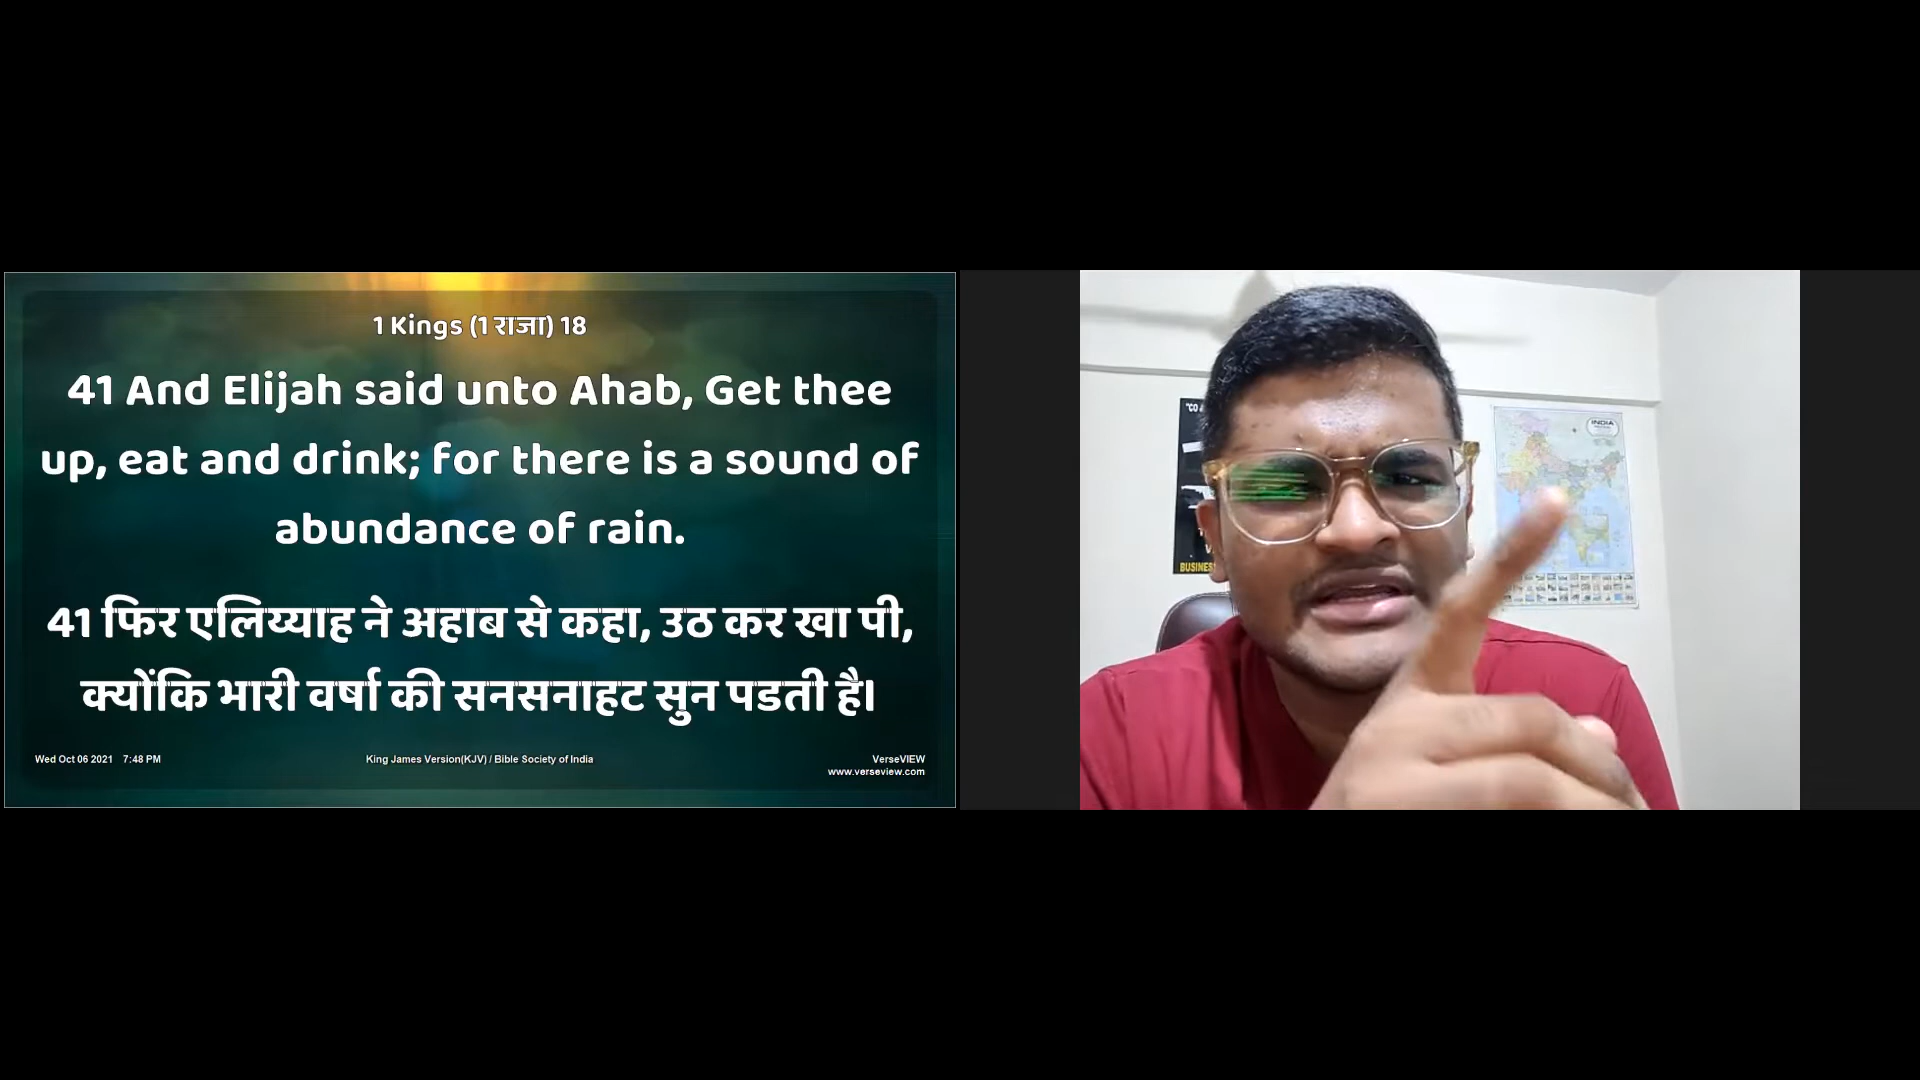 1 Kings (1 राजा) 18
41 And Elijah said unto Ahab, Get thee
up, eat and drink; for there is a sound of
abundance of rain.
41 फिर एलिय्याह ने अहाब से कहा, उठ कर खा पी,
क्योंकि भारी वर्षा की सनसनाहट सुन पडती है।
Wed Oct 06 2021 7:48 PM
King James Version(KJV) / Bible Society of India
VerseVIEW
www.verseview.com
INDIA